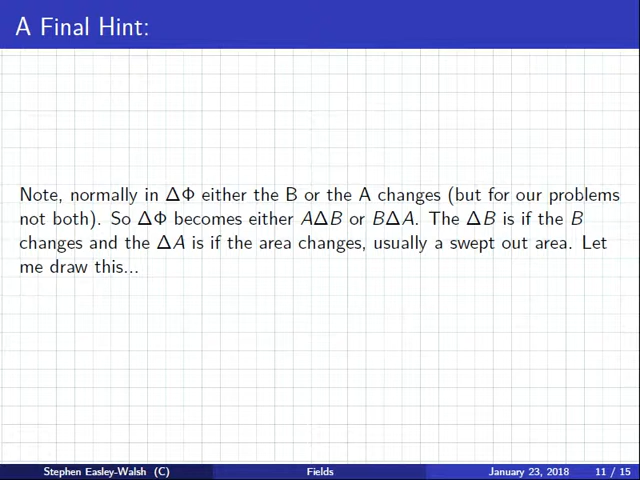 A Final Hint:
Note, normally in ΔΦ either the B or the A changes (but for our problems
not both). So ΔΦ becomes either AΔB or BΔA. The ΔB is if the B
changes and the ΔA is if the area changes, usually a swept out area. Let
me draw this...
Stephen Easley-Walsh (C) Fields January 23, 2018 11 / 15